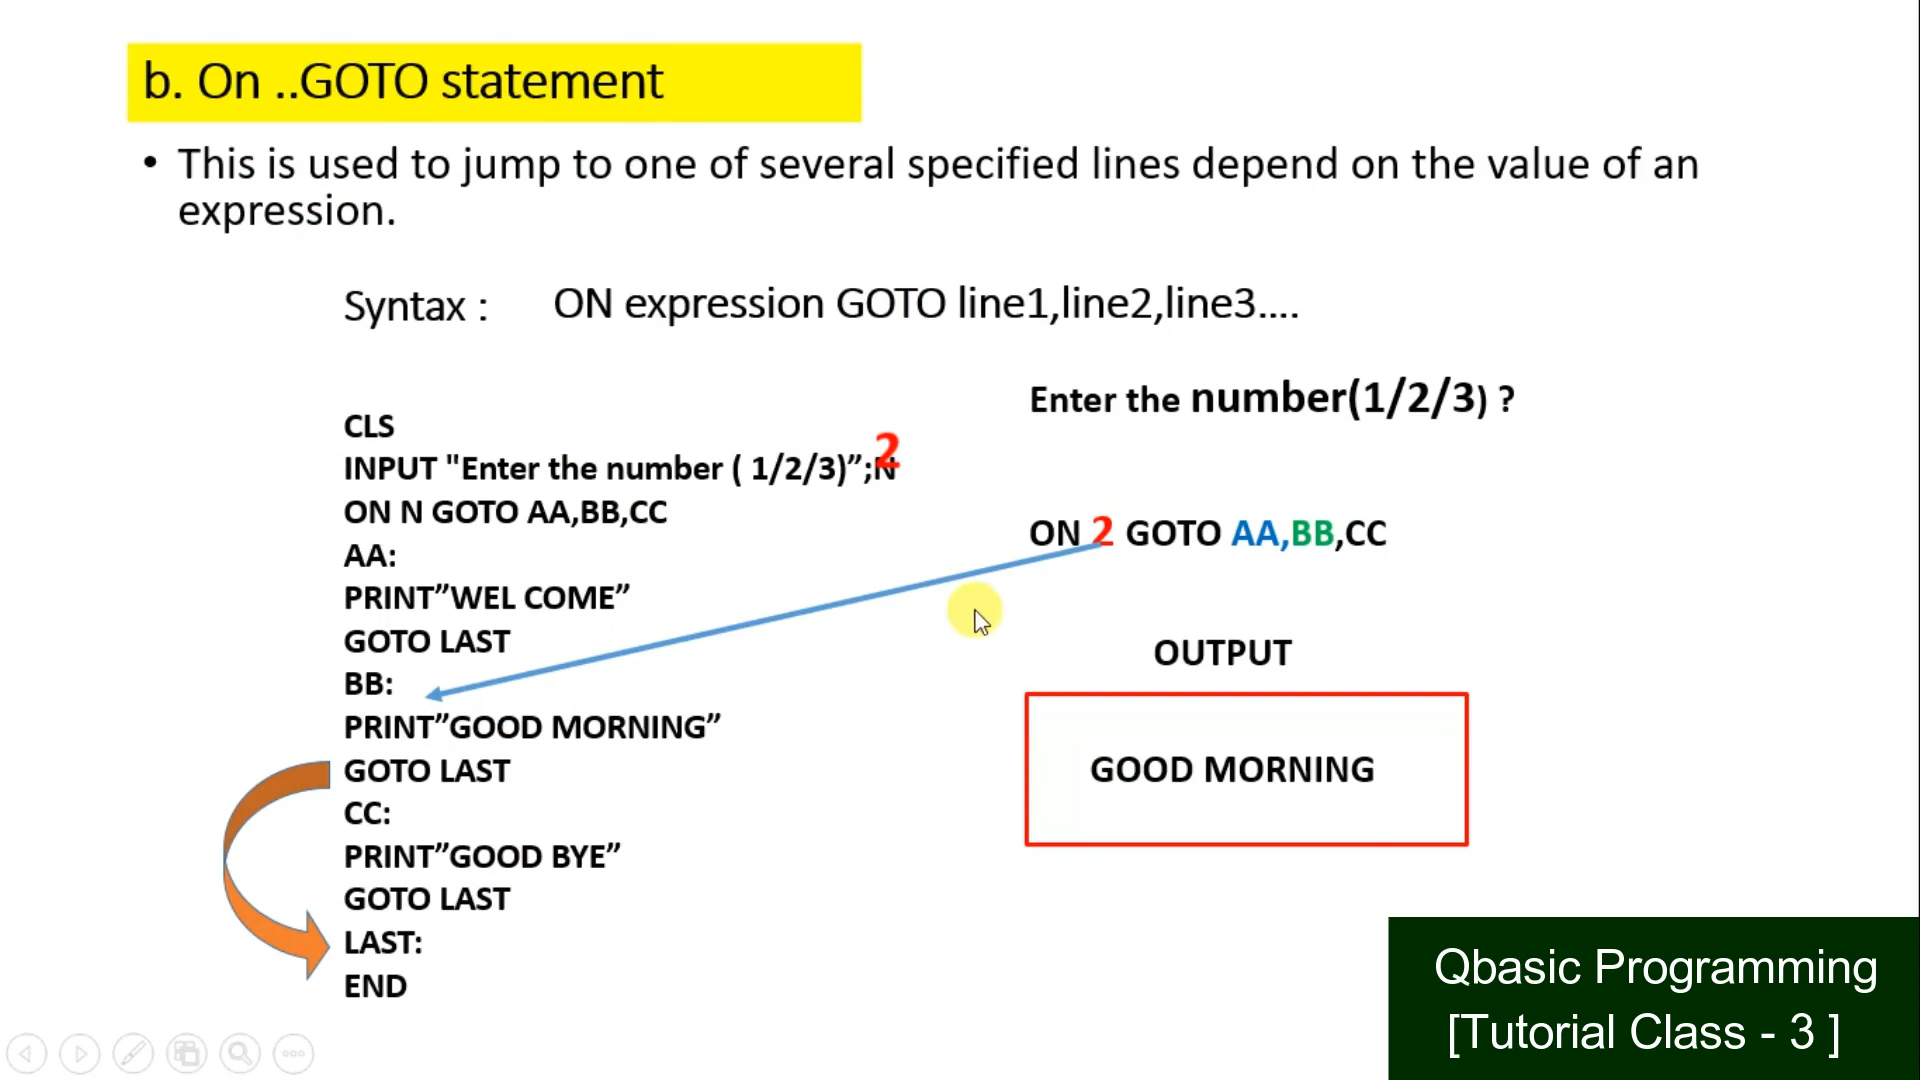 b. On ..GOTO statement
• This is used to jump to one of several specified lines depend on the value of an
expression.
Syntax : ON expression GOTO line1,line2,line3....
CLS
INPUT "Enter the number ( 1/2/3)”;N
2
ON N GOTO AA,BB,CC
AA:
PRINT”WEL COME”
GOTO LAST
BB:
PRINT”GOOD MORNING”
GOTO LAST
CC:
PRINT”GOOD BYE”
GOTO LAST
LAST:
END
Enter the number(1/2/3) ?
ON 2 GOTO AA,BB,CC
OUTPUT
GOOD MORNING
Qbasic Programming
[Tutorial Class - 3 ]